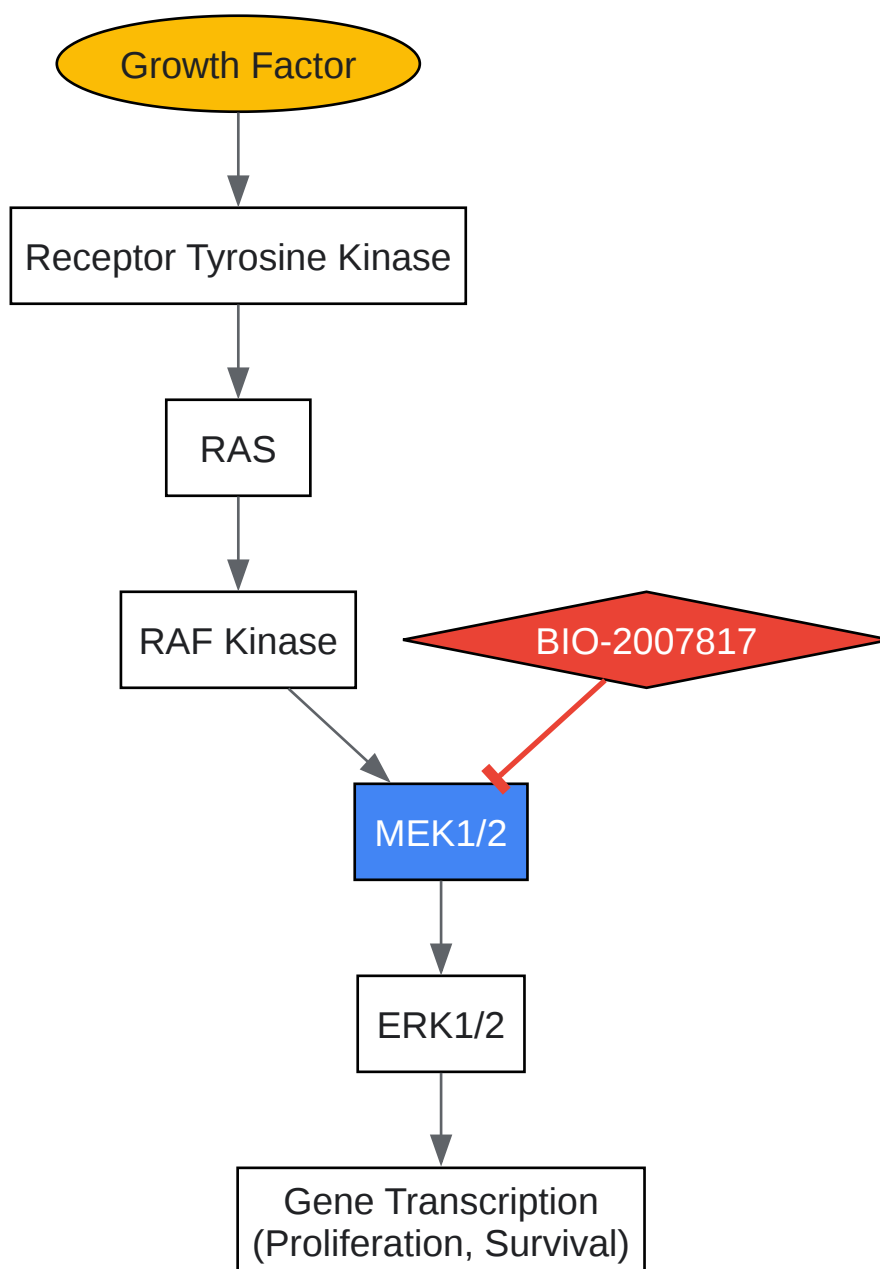 Growth Factor
Receptor Tyrosine Kinase
RAS
RAF Kinase
BIO-2007817
MEK1/2
ERK1/2
Gene Transcription
(Proliferation, Survival)